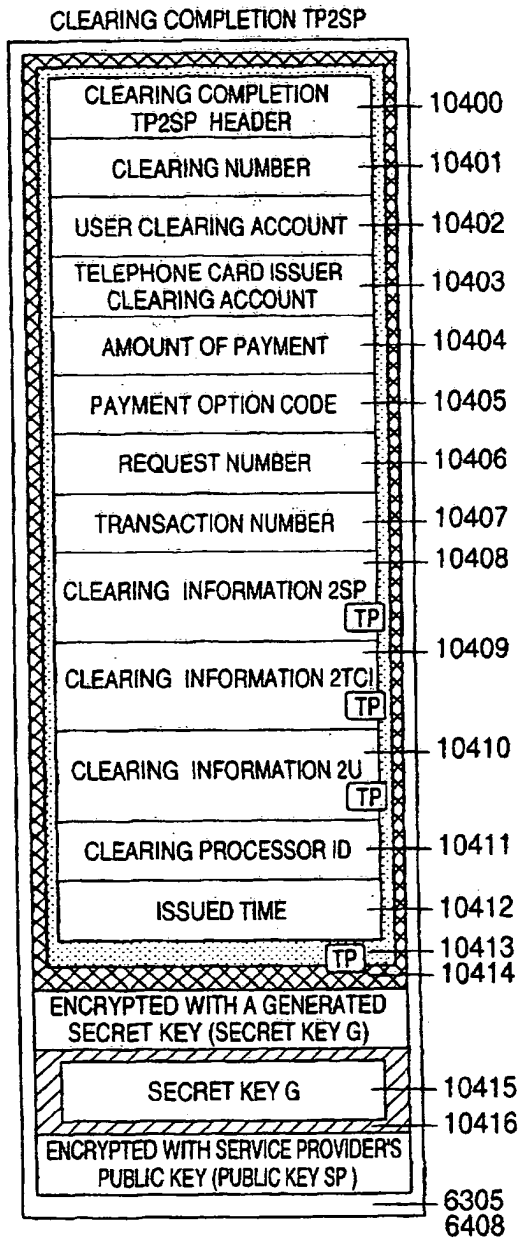 CLEARING COMPLETION TP2SP
CLEARING COMPLETION
TP2SP HEADER
10400
CLEARING NUMBER
10401
USER CLEARING ACCOUNT
10402
TELEPHONE CARD ISSUER
CLEARING ACCOUNT
10403
AMOUNT OF PAYMENT
10404
PAYMENT OPTION CODE
10405
REQUEST NUMBER
10406
TRANSACTION NUMBER
10407
10408
CLEARING INFORMATION 2SP
TP
10409
CLEARING INFORMATION 2TCI
TP
10410
CLEARING INFORMATION 2U
TP
CLEARING PROCESSOR ID
10411
ISSUED TIME
10412
TP
10413
10414
ENCRYPTED WITH A GENERATED
SECRET KEY (SECRET KEY G)
SECRET KEY G
10415
10416
ENCRYPTED WITH SERVICE PROVIDER'S
PUBLIC KEY (PUBLIC KEY SP)
6305
6408